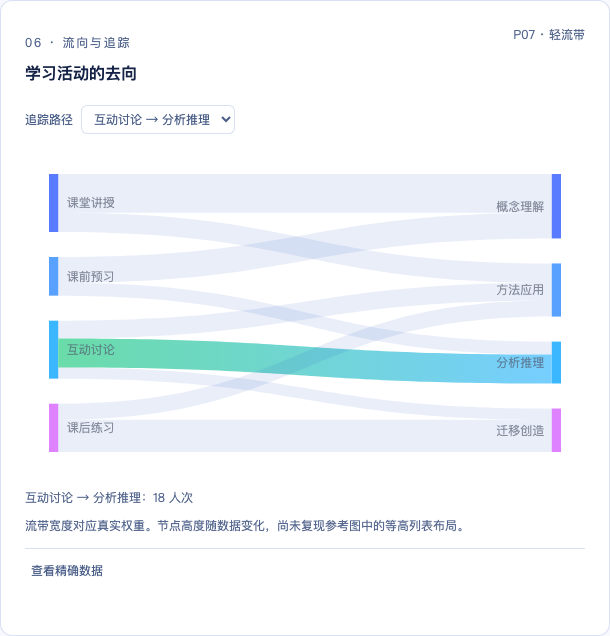 06 · 流向与追踪
P07 · 轻流带
学习活动的去向
追踪路径 互动讨论 → 分析推理
课堂讲授
概念理解
课前预习
方法应用
互动讨论
分析推理
课后练习
迁移创造
互动讨论 → 分析推理：18 人次
流带宽度对应真实权重。节点高度随数据变化，尚未复现参考图中的等高列表布局。
查看精确数据